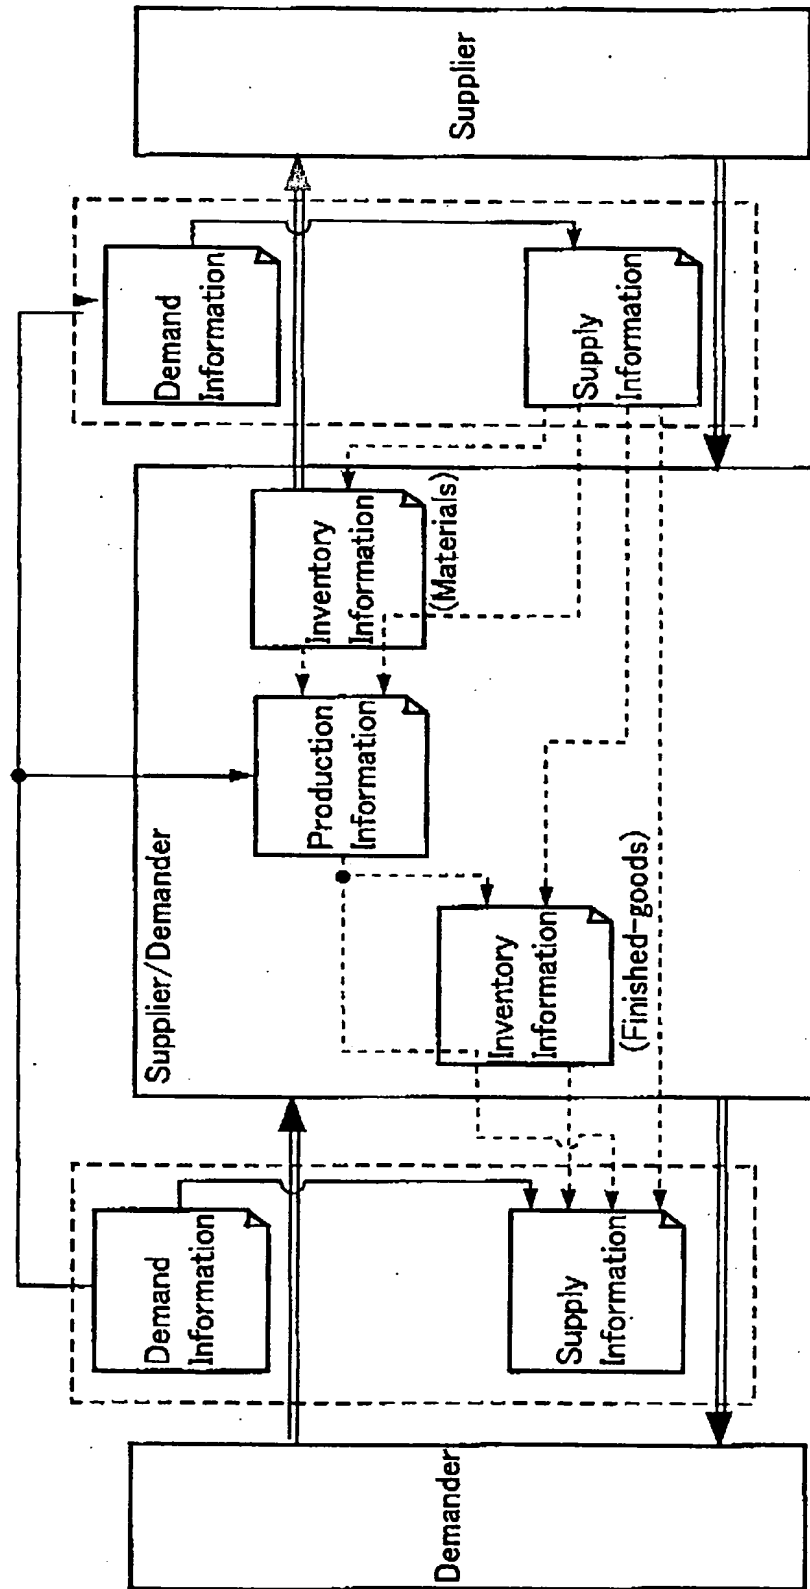 Supplier
Demand
Information
Supply
Information
Inventory
Information
(Materials)
Production
Information
Supplier/Demander
Inventory
Information
(Finished-goods)
Demand
Information
Supply
Information
Demander